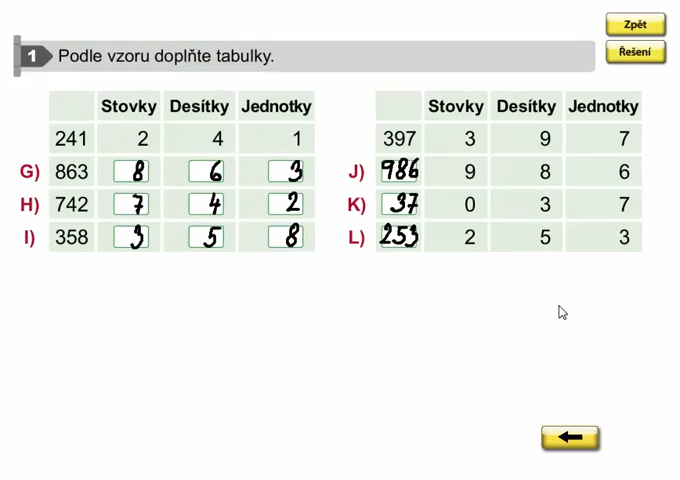 Zpět
1 Podle vzoru doplňte tabulky.
Řešení
Stovky Desítky Jednotky
241 2 4 1
G) 863 8 6 3
H) 742 7 4 2
I) 358 3 5 8
Stovky Desítky Jednotky
397 3 9 7
J) 986 9 8 6
K) 37 0 3 7
L) 253 2 5 3